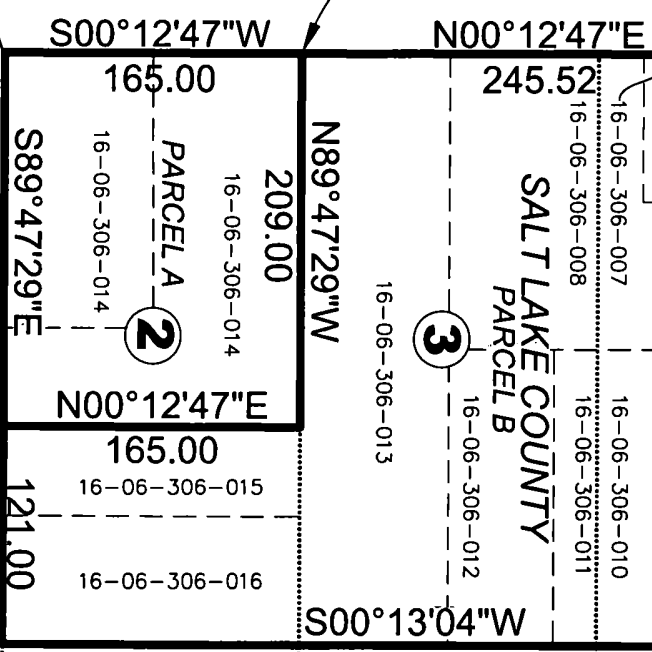 S00°12'47"W
165.00
N00°12'47"E
245.52
S89°47'29"E
16-06-306-014
PARCEL A
16-06-306-014
209.00
N89°47'29"W
2
N00°12'47"E
165.00
16-06-306-015
121.00
16-06-306-016
16-06-306-013
3
SALT LAKE COUNTY
PARCEL B
16-06-306-008
16-06-306-007
16-06-306-012
16-06-306-011
16-06-306-010
S00°13'04"W